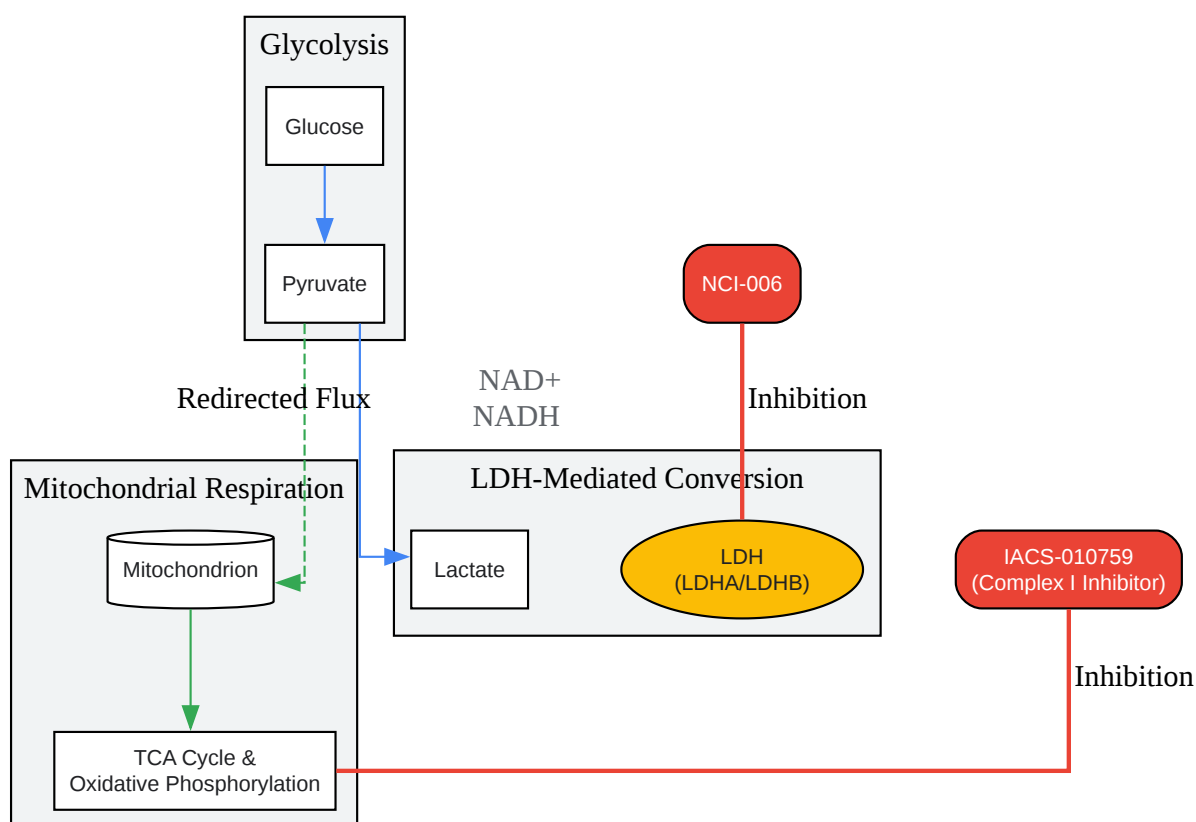 Glycolysis
Glucose
Pyruvate
NCI-006
NAD+
NADH
Redirected Flux
Inhibition
Mitochondrial Respiration
LDH-Mediated Conversion
Mitochondrion
Lactate
LDH
(LDHA/LDHB)
IACS-010759
(Complex I Inhibitor)
Inhibition
TCA Cycle &
Oxidative Phosphorylation